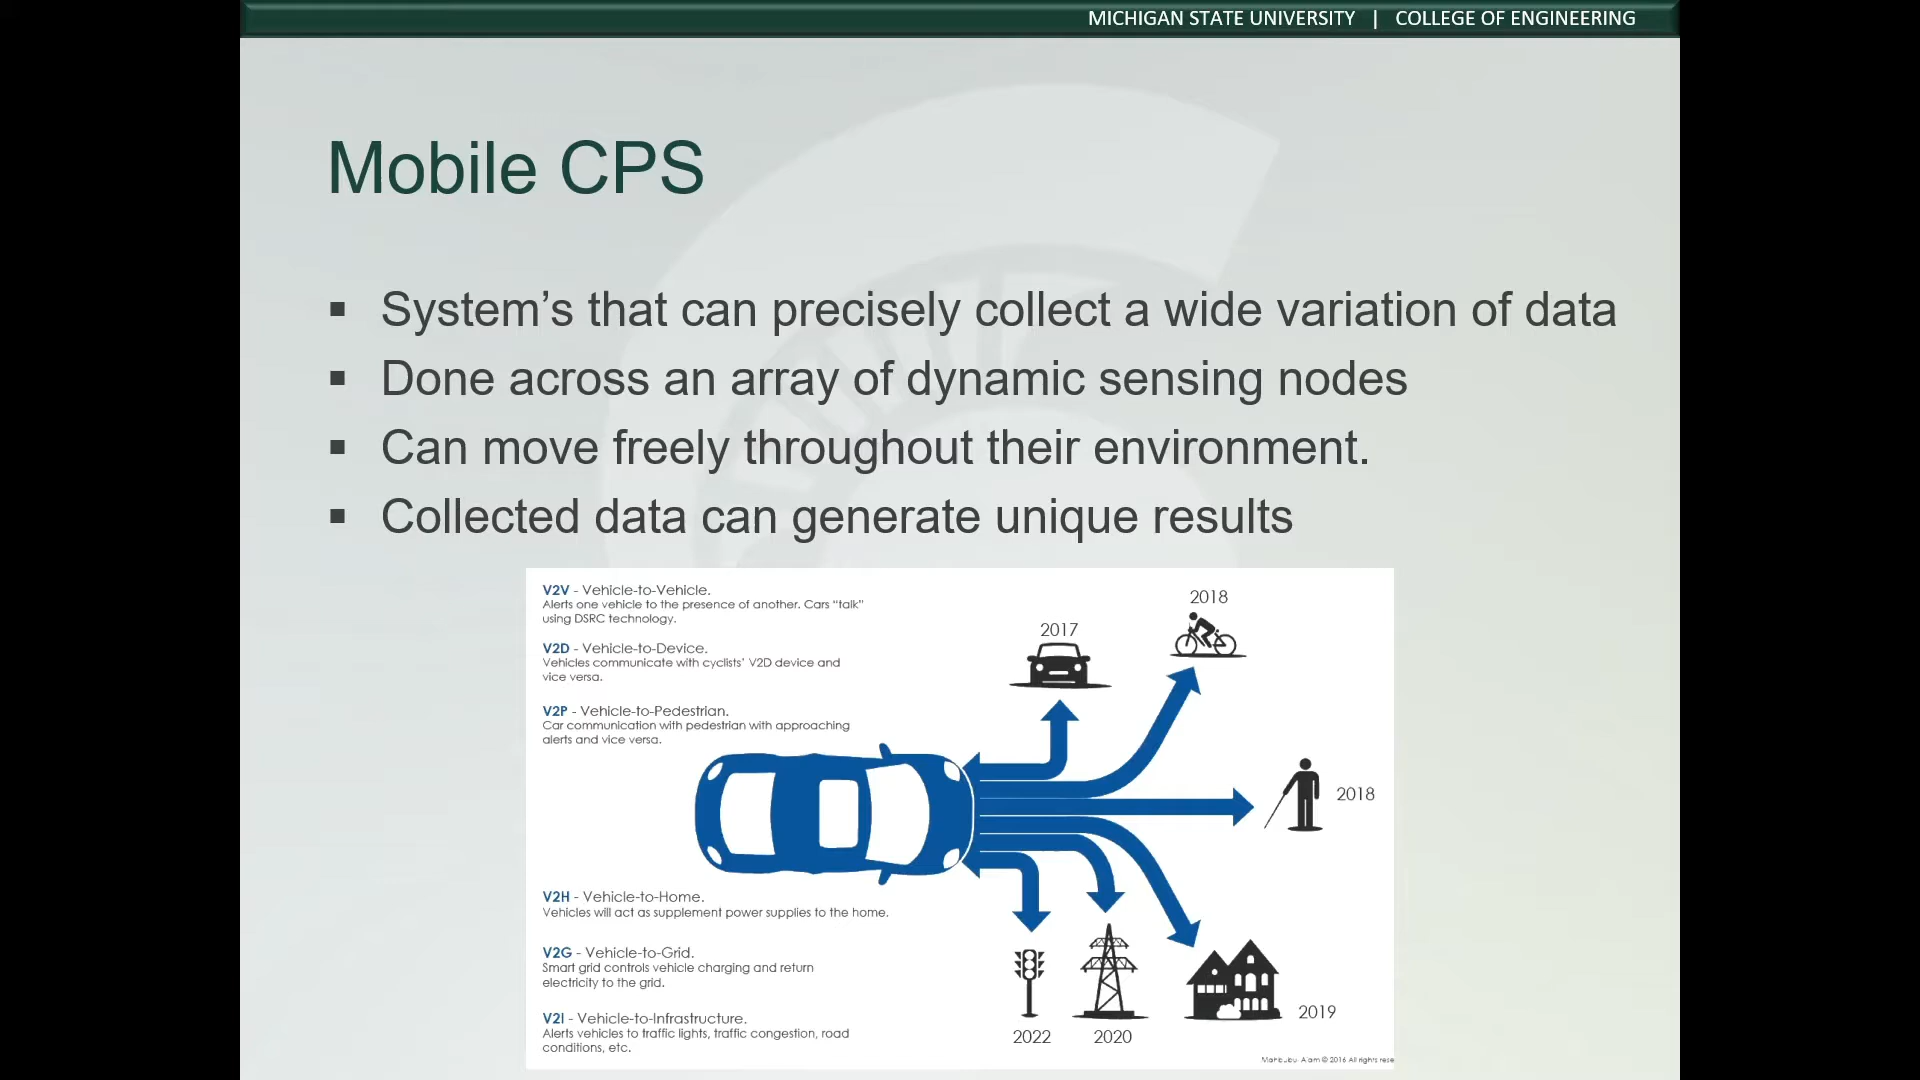 MICHIGAN STATE UNIVERSITY | COLLEGE OF ENGINEERING
Mobile CPS
▪ System’s that can precisely collect a wide variation of data
▪ Done across an array of dynamic sensing nodes
▪ Can move freely throughout their environment.
▪ Collected data can generate unique results
V2V - Vehicle-to-Vehicle.
Alerts one vehicle to the presence of another. Cars “talk”
using DSRC technology.
V2D - Vehicle-to-Device.
Vehicles communicate with cyclists’ V2D device and
vice versa.
V2P - Vehicle-to-Pedestrian.
Car communication with pedestrian with approaching
alerts and vice versa.
2017
2018
2018
V2H - Vehicle-to-Home.
Vehicles will act as supplement power supplies to the home.
V2G - Vehicle-to-Grid.
Smart grid controls vehicle charging and return
electricity to the grid.
V2I - Vehicle-to-Infrastructure.
Alerts vehicles to traffic lights, traffic congestion, road
conditions, etc.
2022
2020
2019
© 2016 All rights rese